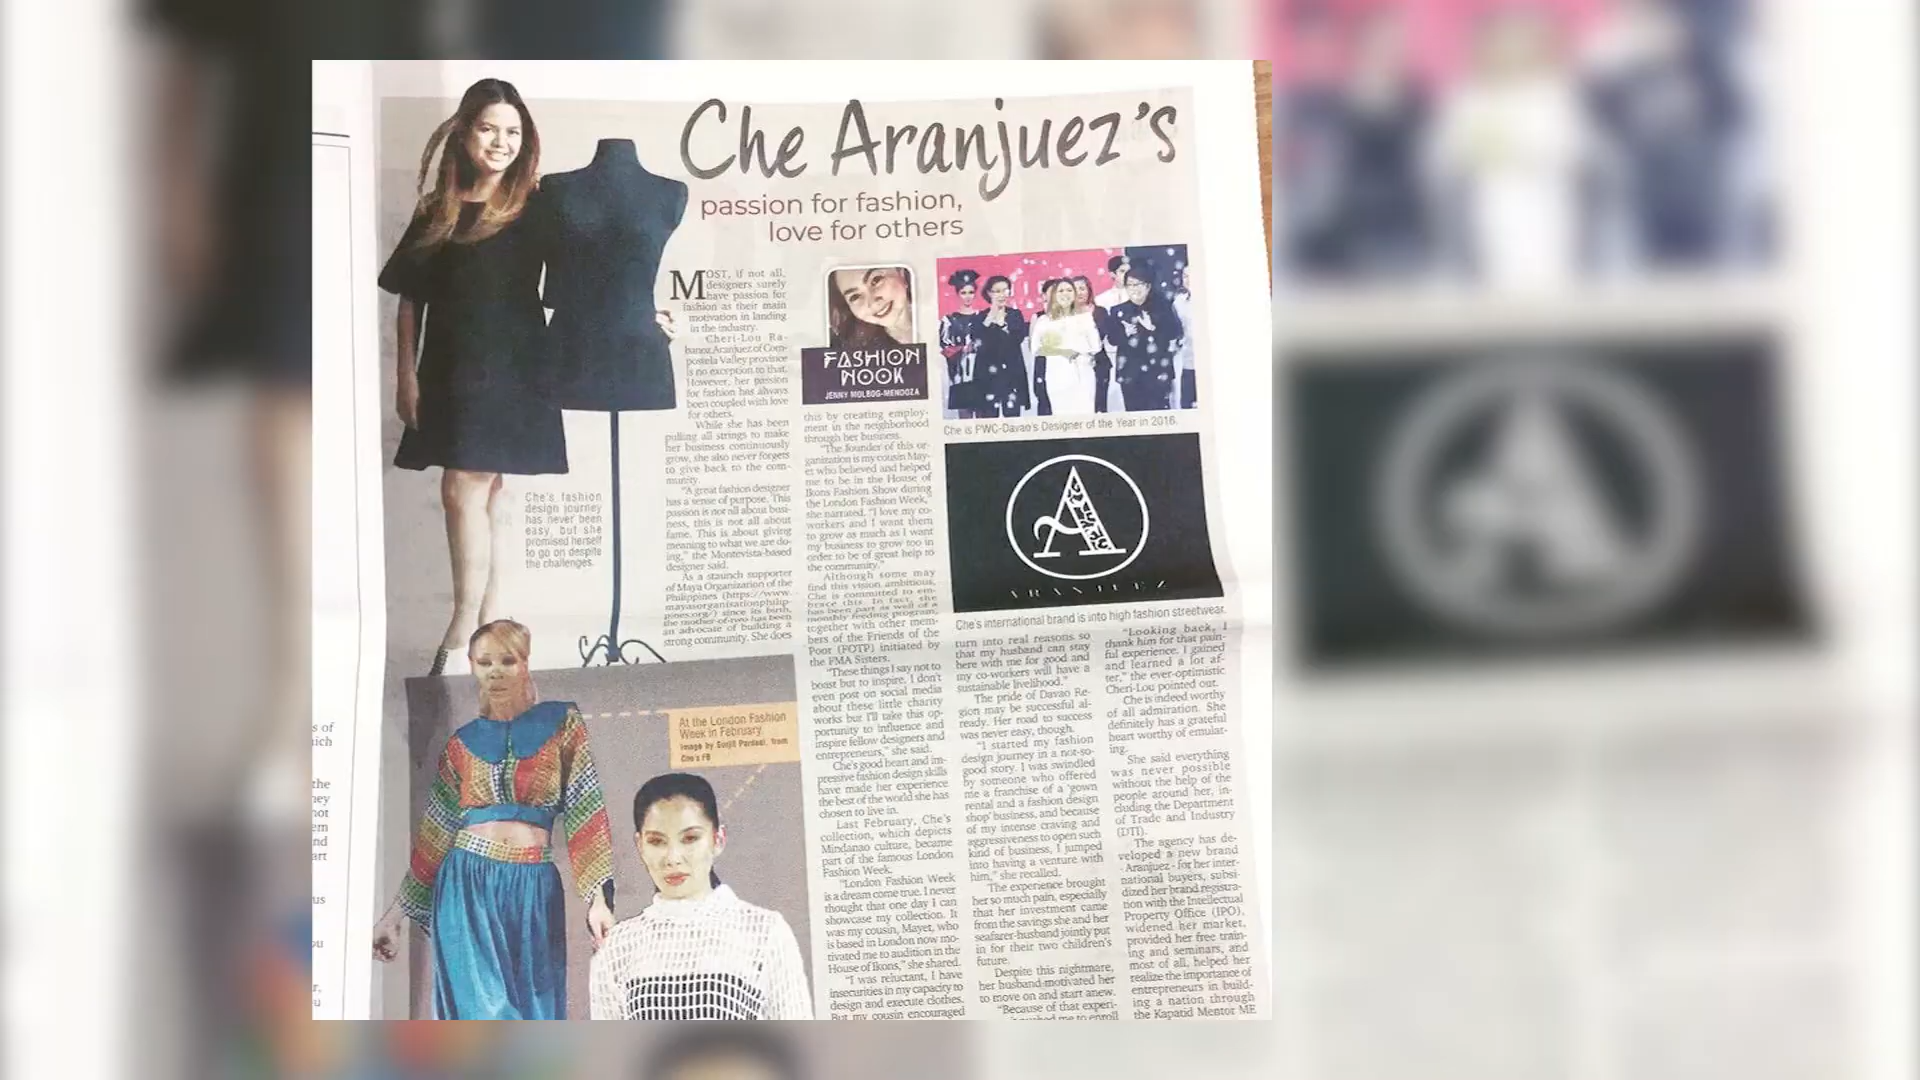 Che Aranjuez's
passion for fashion,
love for others
MOST, if not all,
designers surely
have passion for
fashion as their main
motivation in landing
in the industry.
Cheri-Lou Ra-
banoz Aranjuez of Com-
postela Valley province
is no exception to that.
However, her passion
for fashion has always
been coupled with love
for others.
While she has been
pulling all strings to make
her business continuously
grow, she also never forgets
to give back to the com-
munity.
"A great fashion designer
has a sense of purpose. This
passion is not all about busi-
ness, this is not all about
fame. This is about giving
meaning to what we are do-
ing," the Montevista-based
designer said.
As a staunch supporter
of Maya Organization of the
Philippines (https://www.
mayasorganisationphilip-
pines.org/) since its birth,
the mother-of-two has been
an advocate of building a
strong community. She does
FASHION
NOOK
JENNY MOLBOG-MENDOZA
this by creating employ-
ment in the neighborhood
through her business.
"The founder of this or-
ganization is my cousin May-
et who believed and helped
me to be in the House of
Ikons Fashion Show during
the London Fashion Week,"
she narrated. "I love my co-
workers and I want them
to grow as much as I want
my business to grow too in
order to be of great help to
the community."
Although some may
find this vision ambitious,
Che is committed to em-
brace this. In fact, she
has been part as well of a
monthly feeding program,
together with other mem-
bers of the Friends of the
Poor (FOTP) initiated by
the FMA Sisters.
"These things I say not to
boast but to inspire. I don't
even post on social media
about these little charity
works but I'll take this op-
portunity to influence and
inspire fellow designers and
entrepreneurs," she said.
Che's good heart and im-
pressive fashion design skills
have made her experience
the best of the world she has
chosen to live in.
Last February, Che's
collection, which depicts
Mindanao culture, became
part of the famous London
Fashion Week.
"London Fashion Week
is a dream come true. I never
thought that one day I can
showcase my collection. It
was my cousin, Mayet, who
is based in London now mo-
tivated me to audition in the
House of Ikons," she shared.
"I was reluctant, I have
insecurities in my capacity to
design and execute clothes.
But my cousin encouraged
Che is PWC-Davao's Designer of the Year in 2016.
A
ARANJUEZ
Che's international brand is into high fashion streetwear.
turn into real reasons so
that my husband can stay
here with me for good and
my co-workers will have a
sustainable livelihood."
The pride of Davao Re-
gion may be successful al-
ready. Her road to success
was never easy, though.
"I started my fashion
design journey in a not-so-
good story. I was swindled
by someone who offered
me a franchise of a 'gown
rental and a fashion design
shop' business, and because
of my intense craving and
aggressiveness to open such
kind of business, I jumped
into having a venture with
him," she recalled.
The experience brought
her so much pain, especially
that her investment came
from the savings she and her
seafarer-husband jointly put
in for their two children's
future.
Despite this nightmare,
her husband motivated her
to move on and start anew.
"Because of that experi-
me to enroll
"Looking back, I
thank him for that pain-
ful experience. I gained
and learned a lot af-
ter," the ever-optimistic
Cheri-Lou pointed out.
Che is indeed worthy
of all admiration. She
definitely has a grateful
heart worthy of emulat-
ing.
She said everything
was never possible
without the help of the
people around her, in-
cluding the Department
of Trade and Industry
(DTI).
The agency has de-
veloped a new brand
- Aranjuez - for her inter-
national buyers, subsi-
dized her brand registra-
tion with the Intellectual
Property Office (IPO),
widened her market,
provided her free train-
ing and seminars, and
most of all, helped her
realize the importance of
entrepreneurs in build-
ing a nation through
the Kapatid Mentor ME
Che's fashion
design journey
has never been
easy, but she
promised herself
to go on despite
the challenges.
At the London Fashion
Week in February.
Image by Surjit Pardesi, from
Che's FB